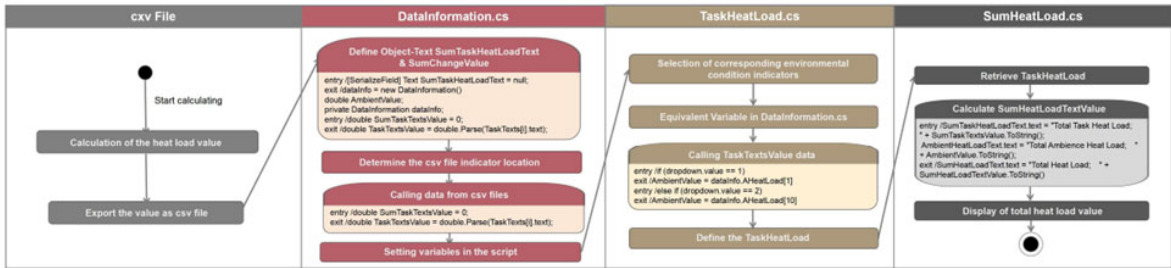 cxv File
Start calculating
Calculation of the heat load value
Export the value as csv file
DataInformation.cs
Define Object-Text SumTaskHeatLoadText
& SumChangeValue
entry /[SerializeField] Text SumTaskHeatLoadText = null;
exit /dataInfo = new DataInformation()
double AmbientValue;
private DataInformation dataInfo;
entry /double SumTaskTextsValue = 0;
exit /double TaskTextsValue = double.Parse(TaskTexts[i].text);
Determine the csv file indicator location
Calling data from csv files
entry /double SumTaskTextsValue = 0;
exit /double TaskTextsValue = double.Parse(TaskTexts[i].text);
Setting variables in the script
TaskHeatLoad.cs
Selection of corresponding environmental
condition indicators
Equivalent Variable in DataInformation.cs
Calling TaskTextsValue data
entry /if (dropdown.value == 1)
exit /AmbientValue = dataInfo.AHeatLoad[1]
entry /else if (dropdown.value == 2)
exit /AmbientValue = dataInfo.AHeatLoad[10]
Define the TaskHeatLoad
SumHeatLoad.cs
Retrieve TaskHeatLoad
Calculate SumHeatLoadTextValue
entry /SumTaskHeatLoadText.text = "Total Task Heat Load;
" + SumTaskTextsValue.ToString();
AmbientHeatLoadText.text = "Total Ambience Heat Load; "
+ AmbientValue.ToString();
exit /SumHeatLoadText.text = "Total Heat Load; " +
SumHeatLoadTextValue.ToString()
Display of total heat load value